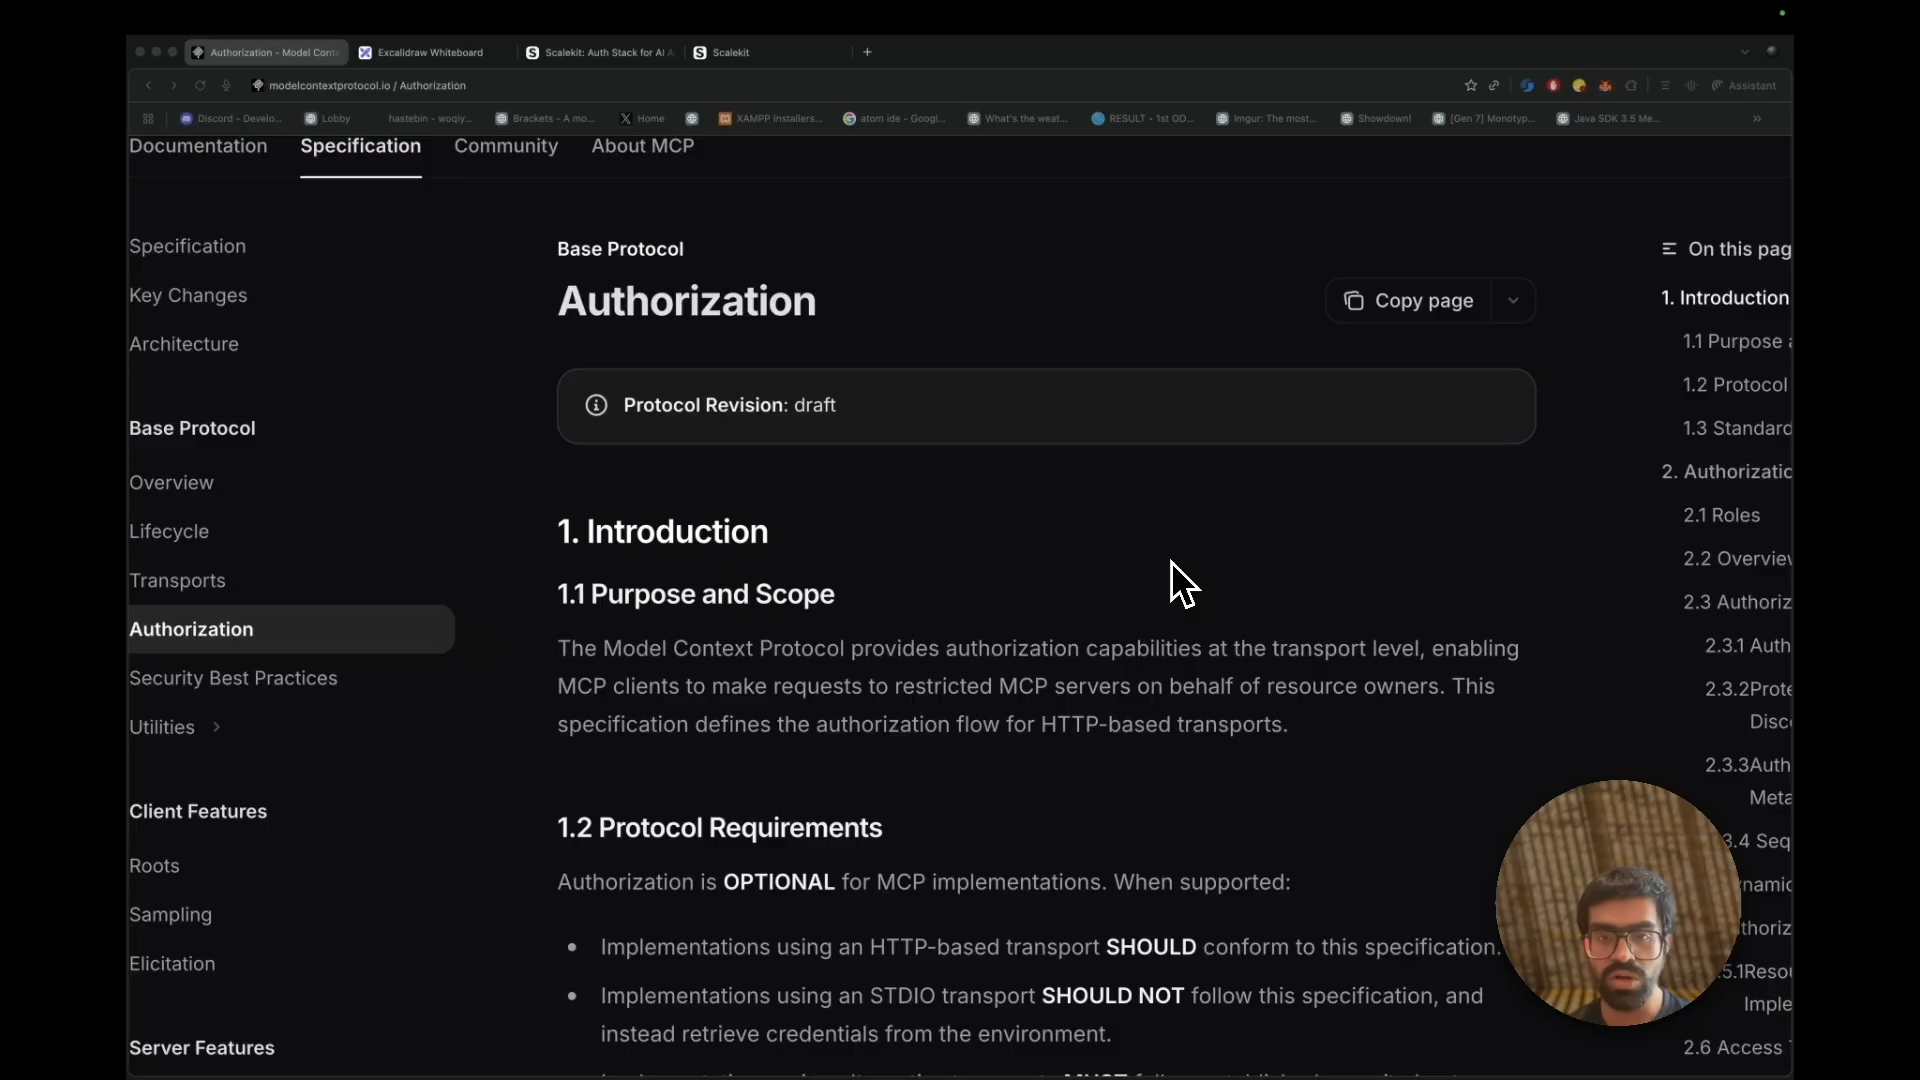 Authorization - Model Cont
Excalidraw Whiteboard
Scalekit: Auth Stack for AI A
Scalekit
modelcontextprotocol.io / Authorization
Assistant
Discord - Develo...
Lobby
hastebin - woqiy...
Brackets - A mo...
Home
XAMPP Installers...
atom ide - Googl...
What's the weat...
RESULT - 1st OD...
Imgur: The most...
Showdown!
[Gen 7] Monotyp...
Java SDK 3.5 Me...
Documentation
Specification
Community
About MCP
Specification
Key Changes
Architecture
Base Protocol
Overview
Lifecycle
Transports
Authorization
Security Best Practices
Utilities
Client Features
Roots
Sampling
Elicitation
Server Features
Base Protocol
Authorization
Copy page
Protocol Revision: draft
1. Introduction
1.1 Purpose and Scope
The Model Context Protocol provides authorization capabilities at the transport level, enabling
MCP clients to make requests to restricted MCP servers on behalf of resource owners. This
specification defines the authorization flow for HTTP-based transports.
1.2 Protocol Requirements
Authorization is OPTIONAL for MCP implementations. When supported:
Implementations using an HTTP-based transport SHOULD conform to this specification.
Implementations using an STDIO transport SHOULD NOT follow this specification, and
instead retrieve credentials from the environment.
On this pag
1. Introduction
1.1 Purpose
1.2 Protocol
1.3 Standard
2. Authorizatio
2.1 Roles
2.2 Overview
2.3 Authoriz
2.3.1 Auth
2.3.2Prote
Disc
2.3.3Auth
Meta
3.4 Seq
ynamic
thoriz
5.1Reso
Imple
2.6 Access